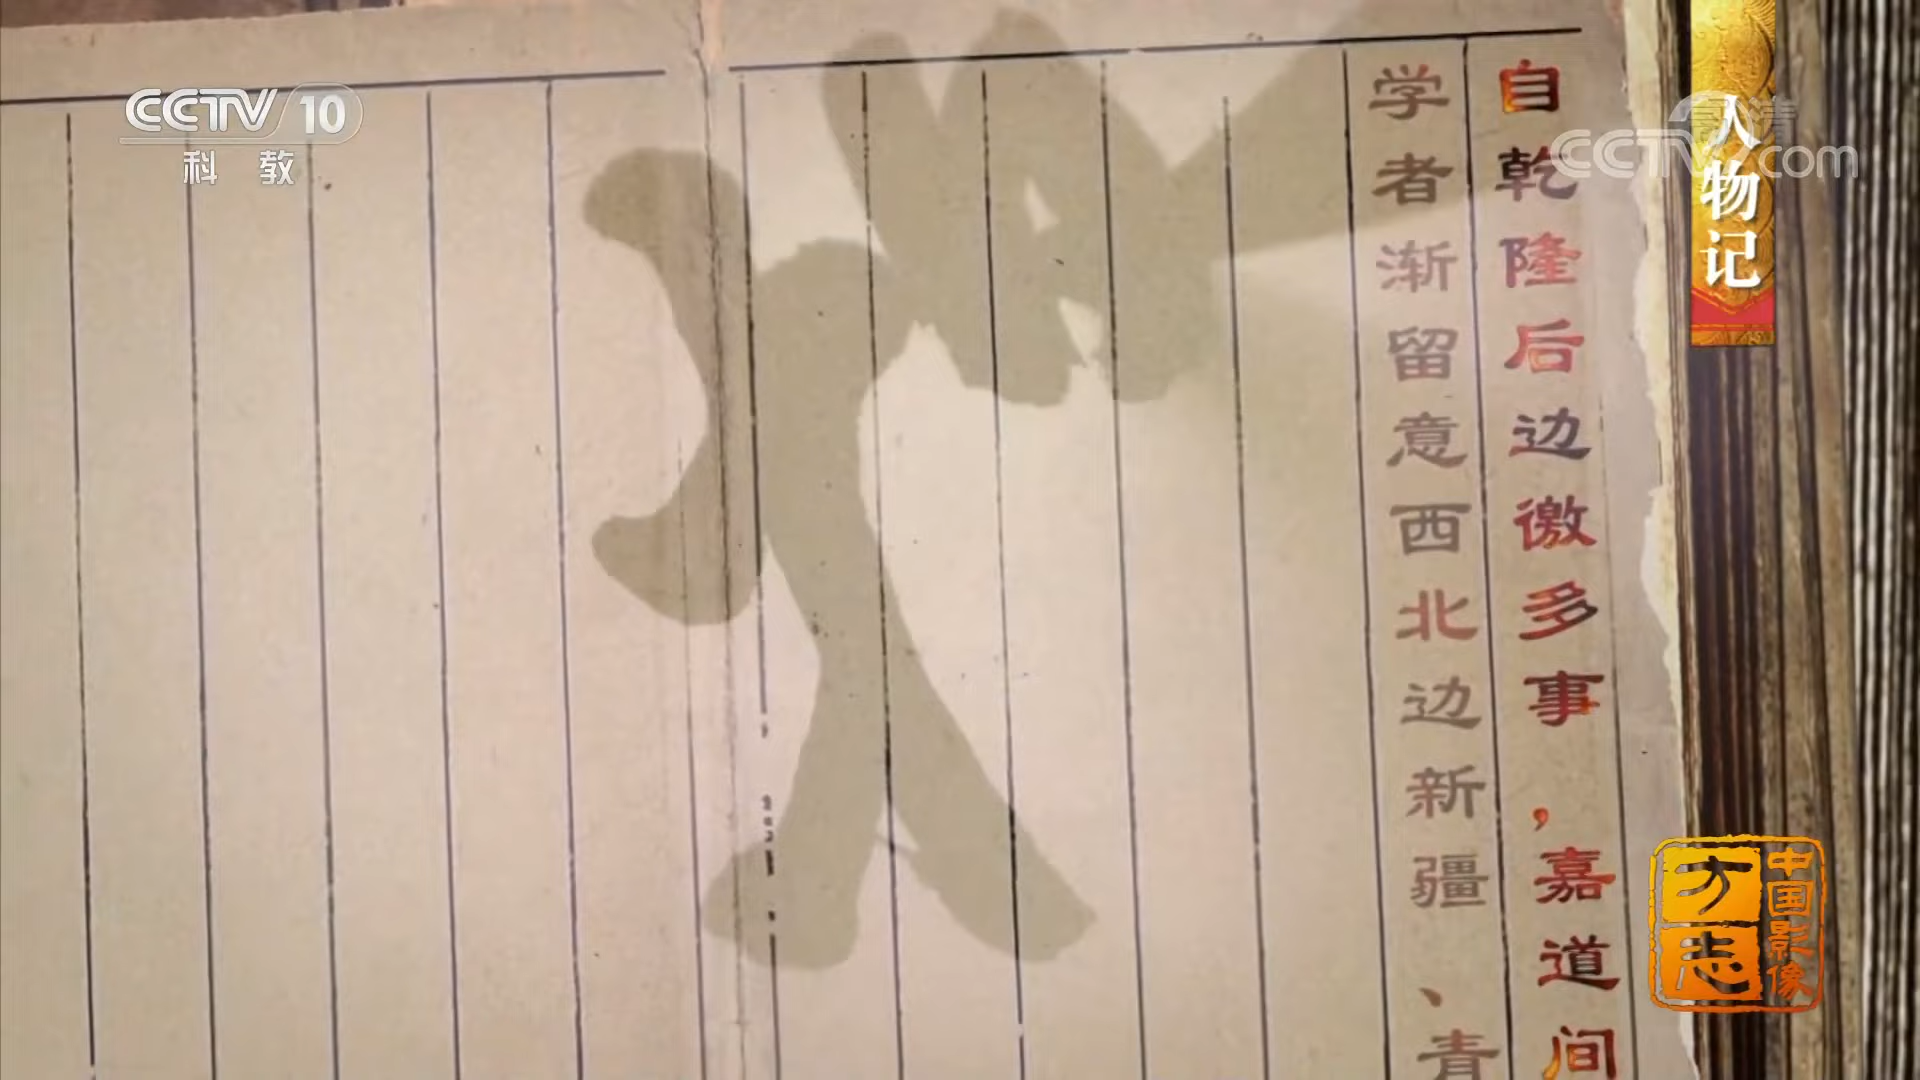 自乾隆后边徼多事，嘉道间
学者渐留意西北边新疆、青
CCTV 10
科教
高清
CCTV.com
人物记
中国影像
方志